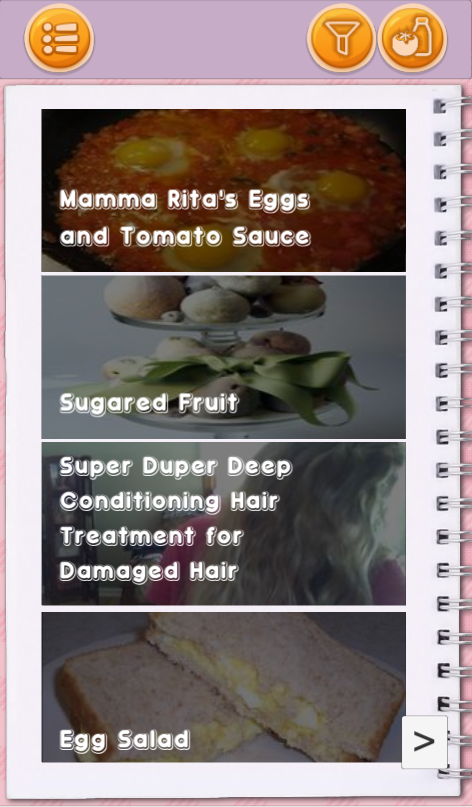 Mamma Rita's Eggs
and Tomato Sauce
Sugared Fruit
Super Duper Deep
Conditioning Hair
Treatment for
Damaged Hair
Egg Salad
>